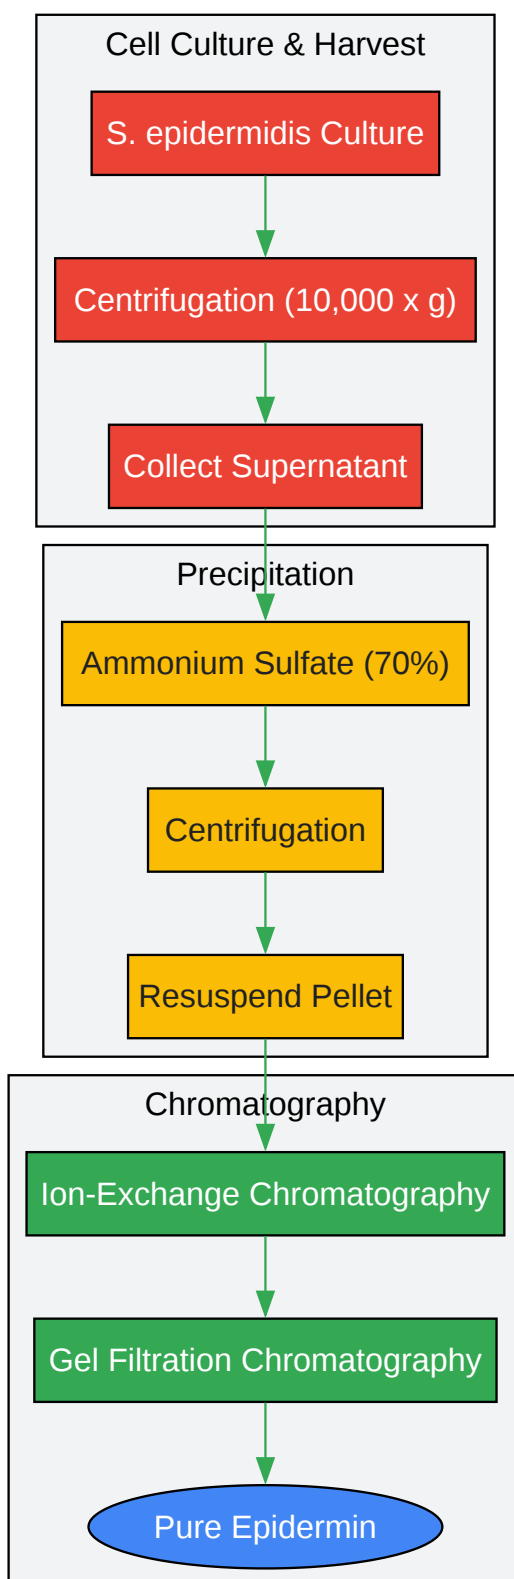 Cell Culture & Harvest
S. epidermidis Culture
Centrifugation (10,000 x g)
Collect Supernatant
Precipitation
Ammonium Sulfate (70%)
Centrifugation
Resuspend Pellet
Chromatography
Ion-Exchange Chromatography
Gel Filtration Chromatography
Pure Epidermin